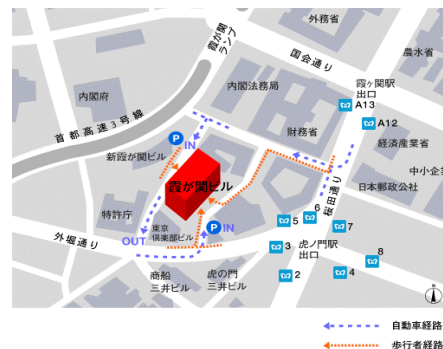 外務省
霞が関
ランプ
国会通り
農水省
内閣法務局
霞ヶ関駅
出口
A13
内閣府
A12
首都高速3号線
P
IN
財務省
経済産業省
新霞が関ビル
中小企
霞が関ビル
桜田通り
日本郵政公社
特許庁
6
外堀通り
東京
倶楽部ビル
P
IN
5
7
OUT
3
虎ノ門駅
出口
8
商船
三井ビル
虎の門
三井ビル
2
4
N
自動車経路
歩行者経路